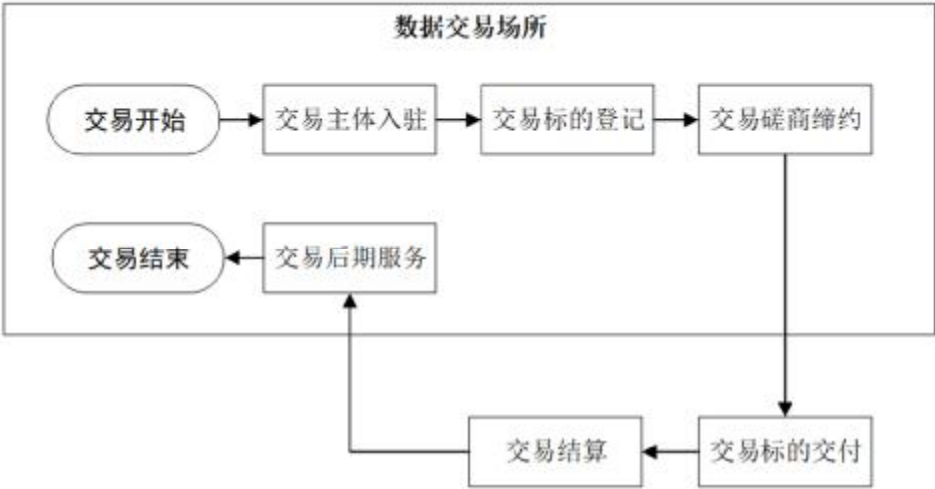 数据交易场所
交易开始
交易主体入驻
交易标的登记
交易磋商缔约
交易结束
交易后期服务
交易结算
交易标的交付